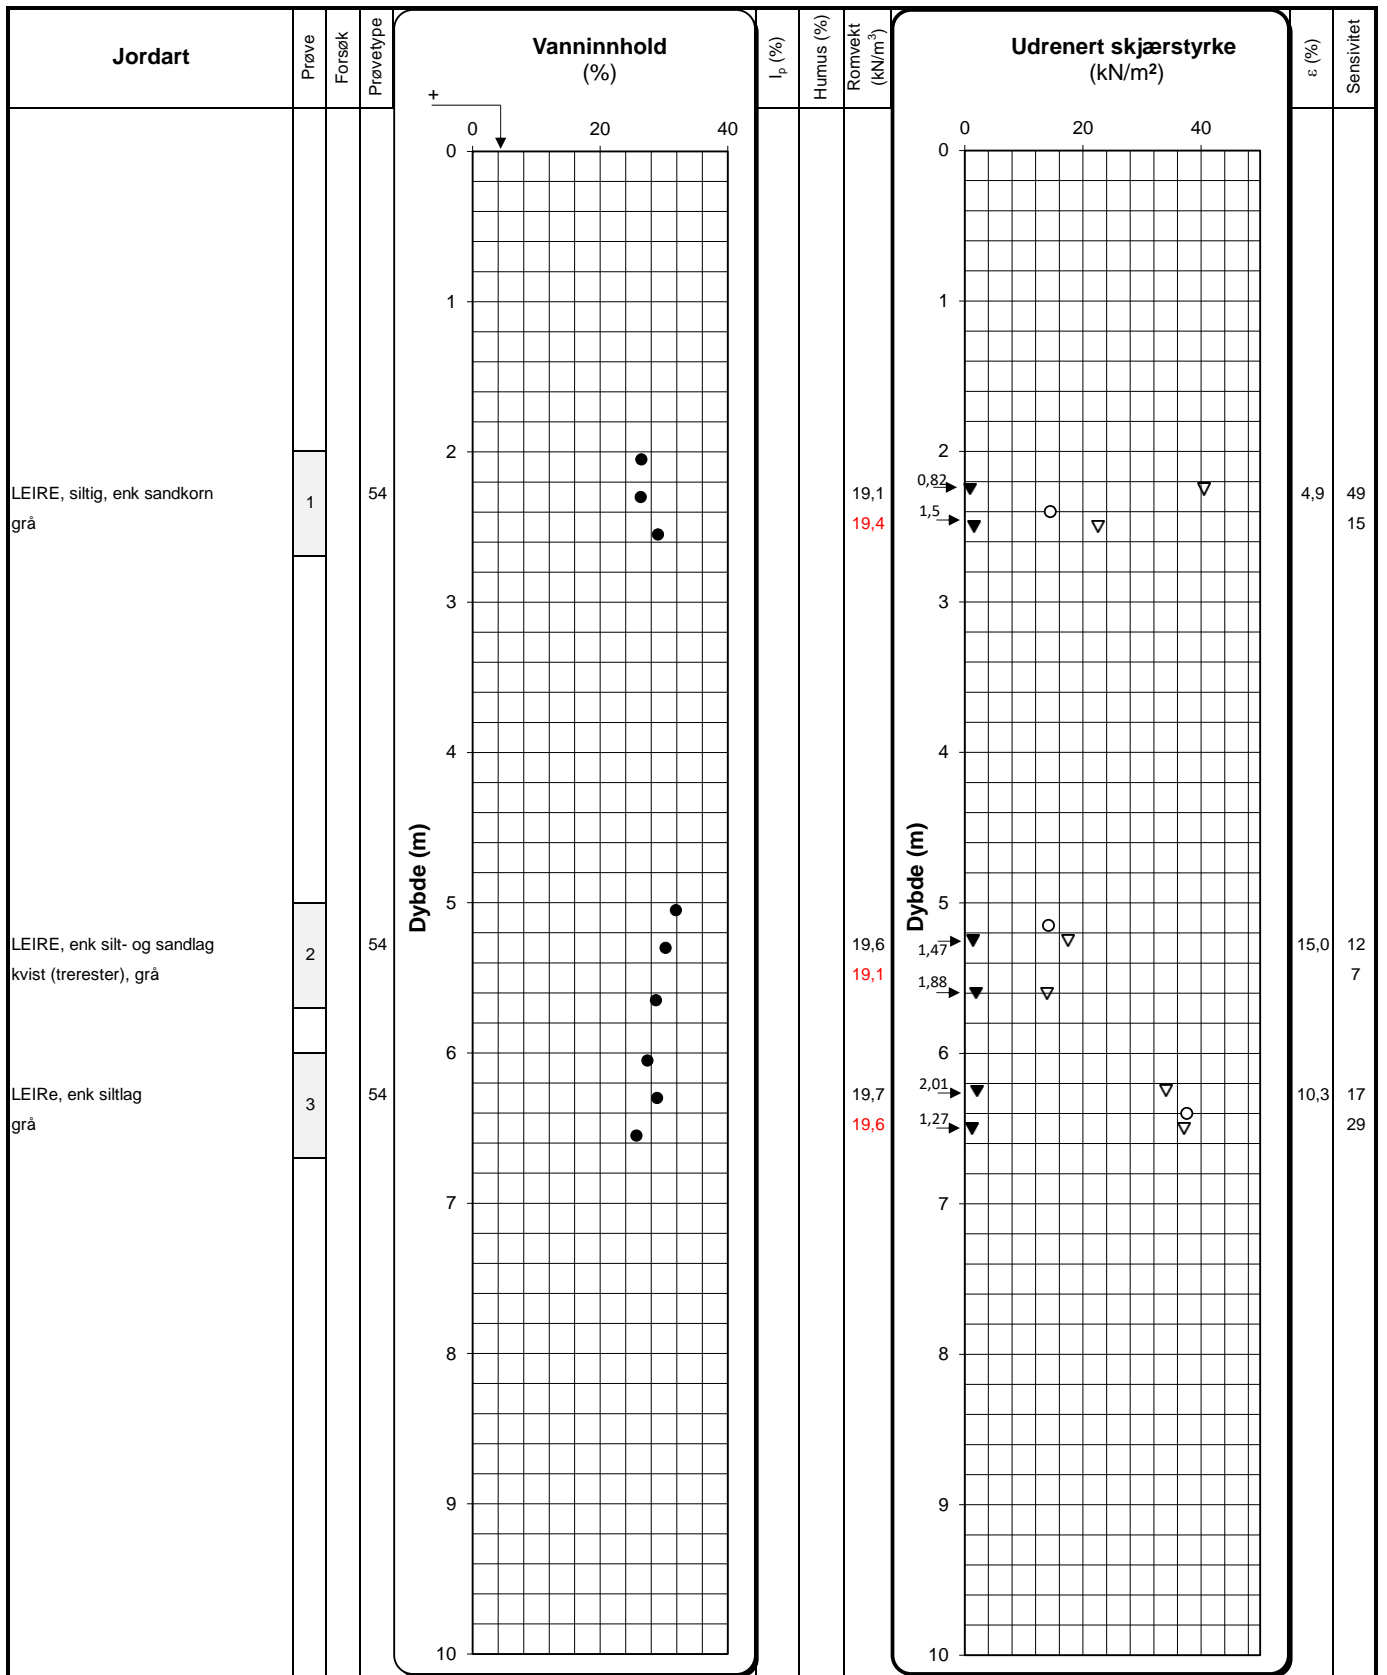 Jordart
Prøve
Forsøk
Prøvetype
Vanninnhold
(%)
Ip (%)
Humus (%)
Romvekt
(kN/m³)
Udrenert skjærstyrke
(kN/m²)
ε (%)
Sensivitet
+
0 20 40
0 20 40
0
1
2
3
4
5
6
7
8
9
10
Dybde (m)
0
1
2
3
4
5
6
7
8
9
10
Dybde (m)
LEIRE, siltig, enk sandkorn
grå
1
54
19,1
19,4
0,82
1,5
4,9
49
15
LEIRE, enk silt- og sandlag
kvist (trerester), grå
2
54
19,6
19,1
1,47
1,88
15,0
12
7
LEIRe, enk siltlag
grå
3
54
19,7
19,6
2,01
1,27
10,3
17
29